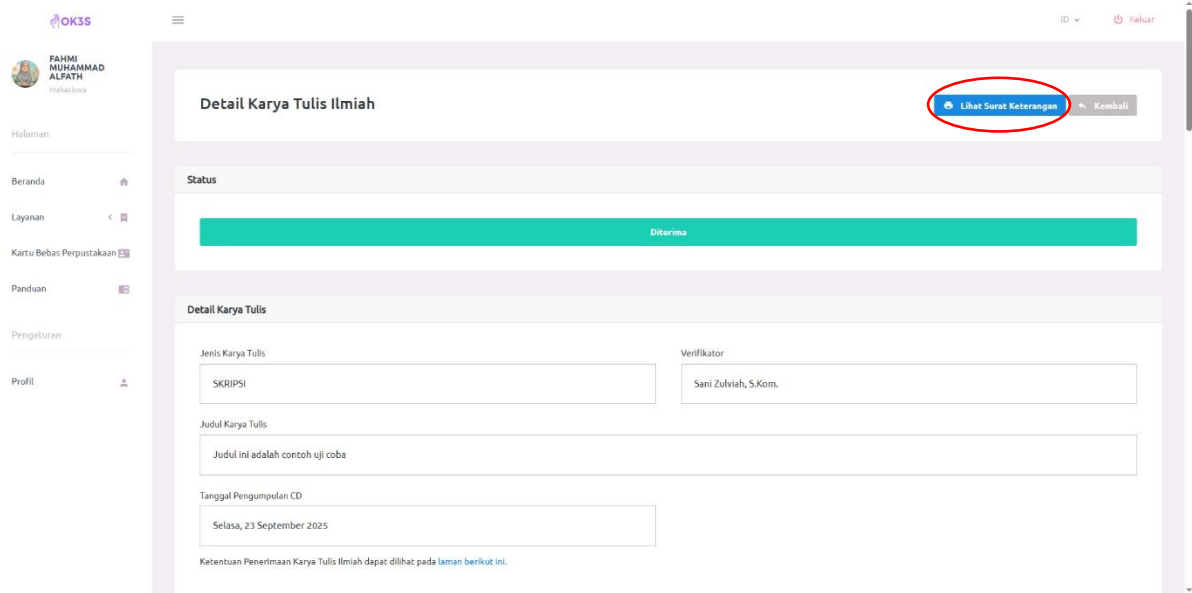 OK3S
ID
Keluar
FAHMI
MUHAMMAD
ALFATH
Mahasiswa
Halaman
Beranda
Layanan
Kartu Bebas Perpustakaan
Panduan
Pengaturan
Profil
Detail Karya Tulis Ilmiah
Lihat Surat Keterangan
Kembali
Status
Diterima
Detail Karya Tulis
Jenis Karya Tulis
SKRIPSI
Verifikator
Sani Zulviah, S.Kom.
Judul Karya Tulis
Judul ini adalah contoh uji coba
Tanggal Pengumpulan CD
Selasa, 23 September 2025
Ketentuan Penerimaan Karya Tulis Ilmiah dapat dilihat pada laman berikut ini.